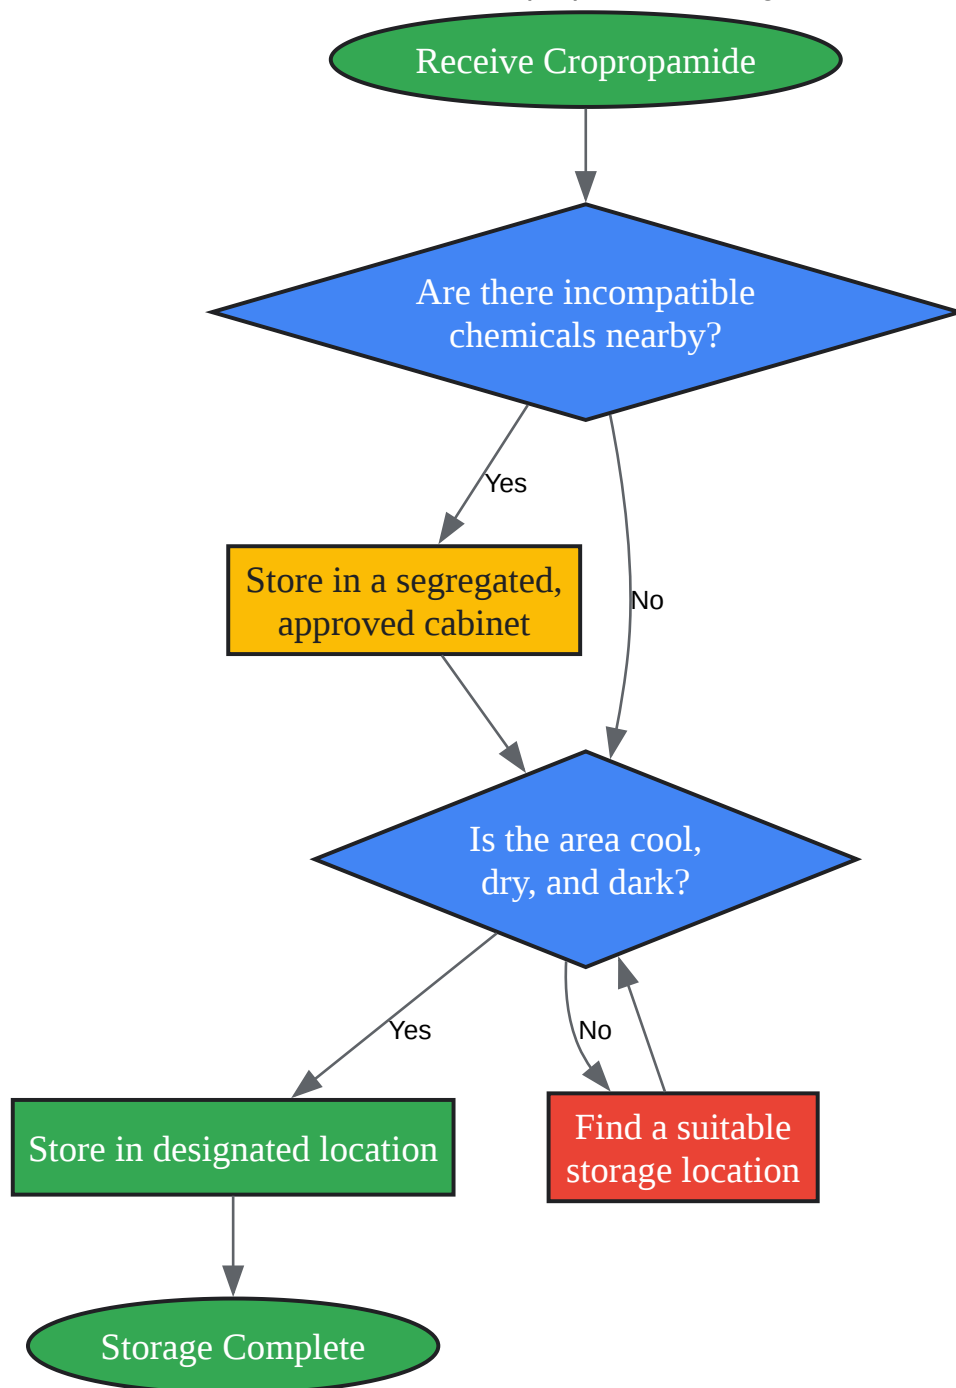 Receive Cropropamide
Are there incompatible
chemicals nearby?
Yes
Store in a segregated,
approved cabinet
No
Is the area cool,
dry, and dark?
Yes
No
Store in designated location
Find a suitable
storage location
Storage Complete